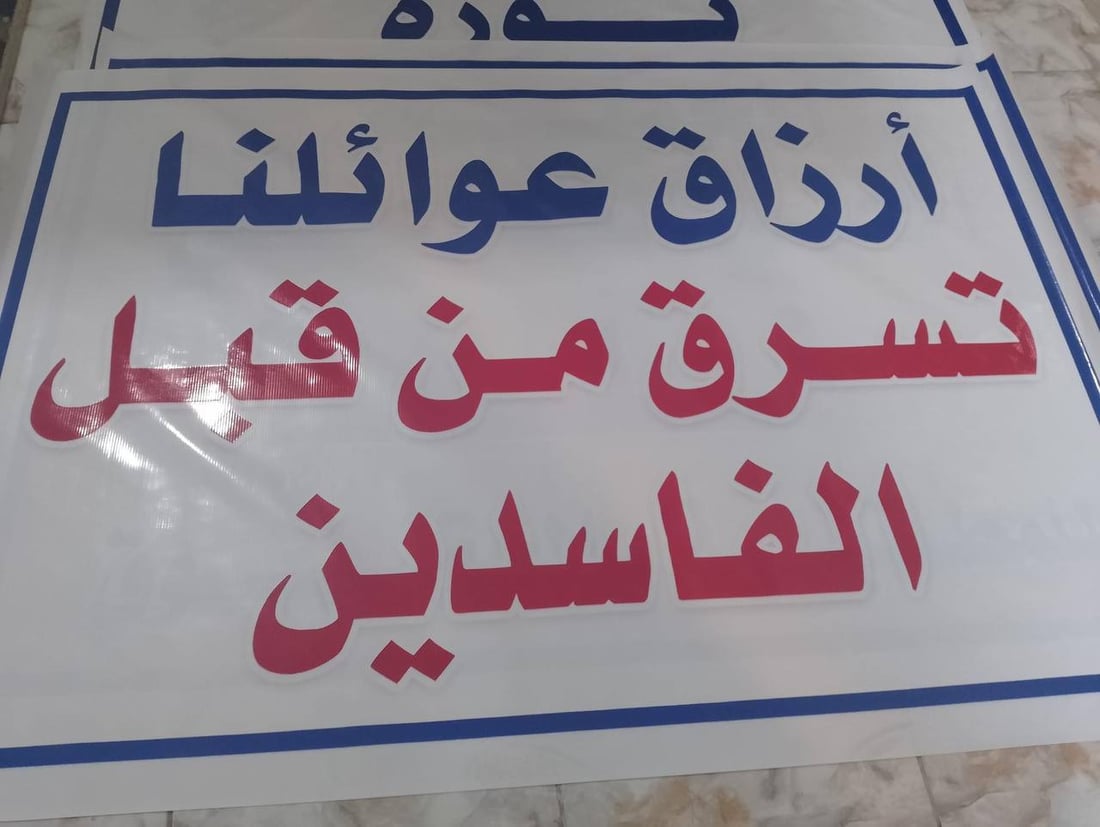 أرزاق عوائلنا
تسرق من قبل
الفاسدين